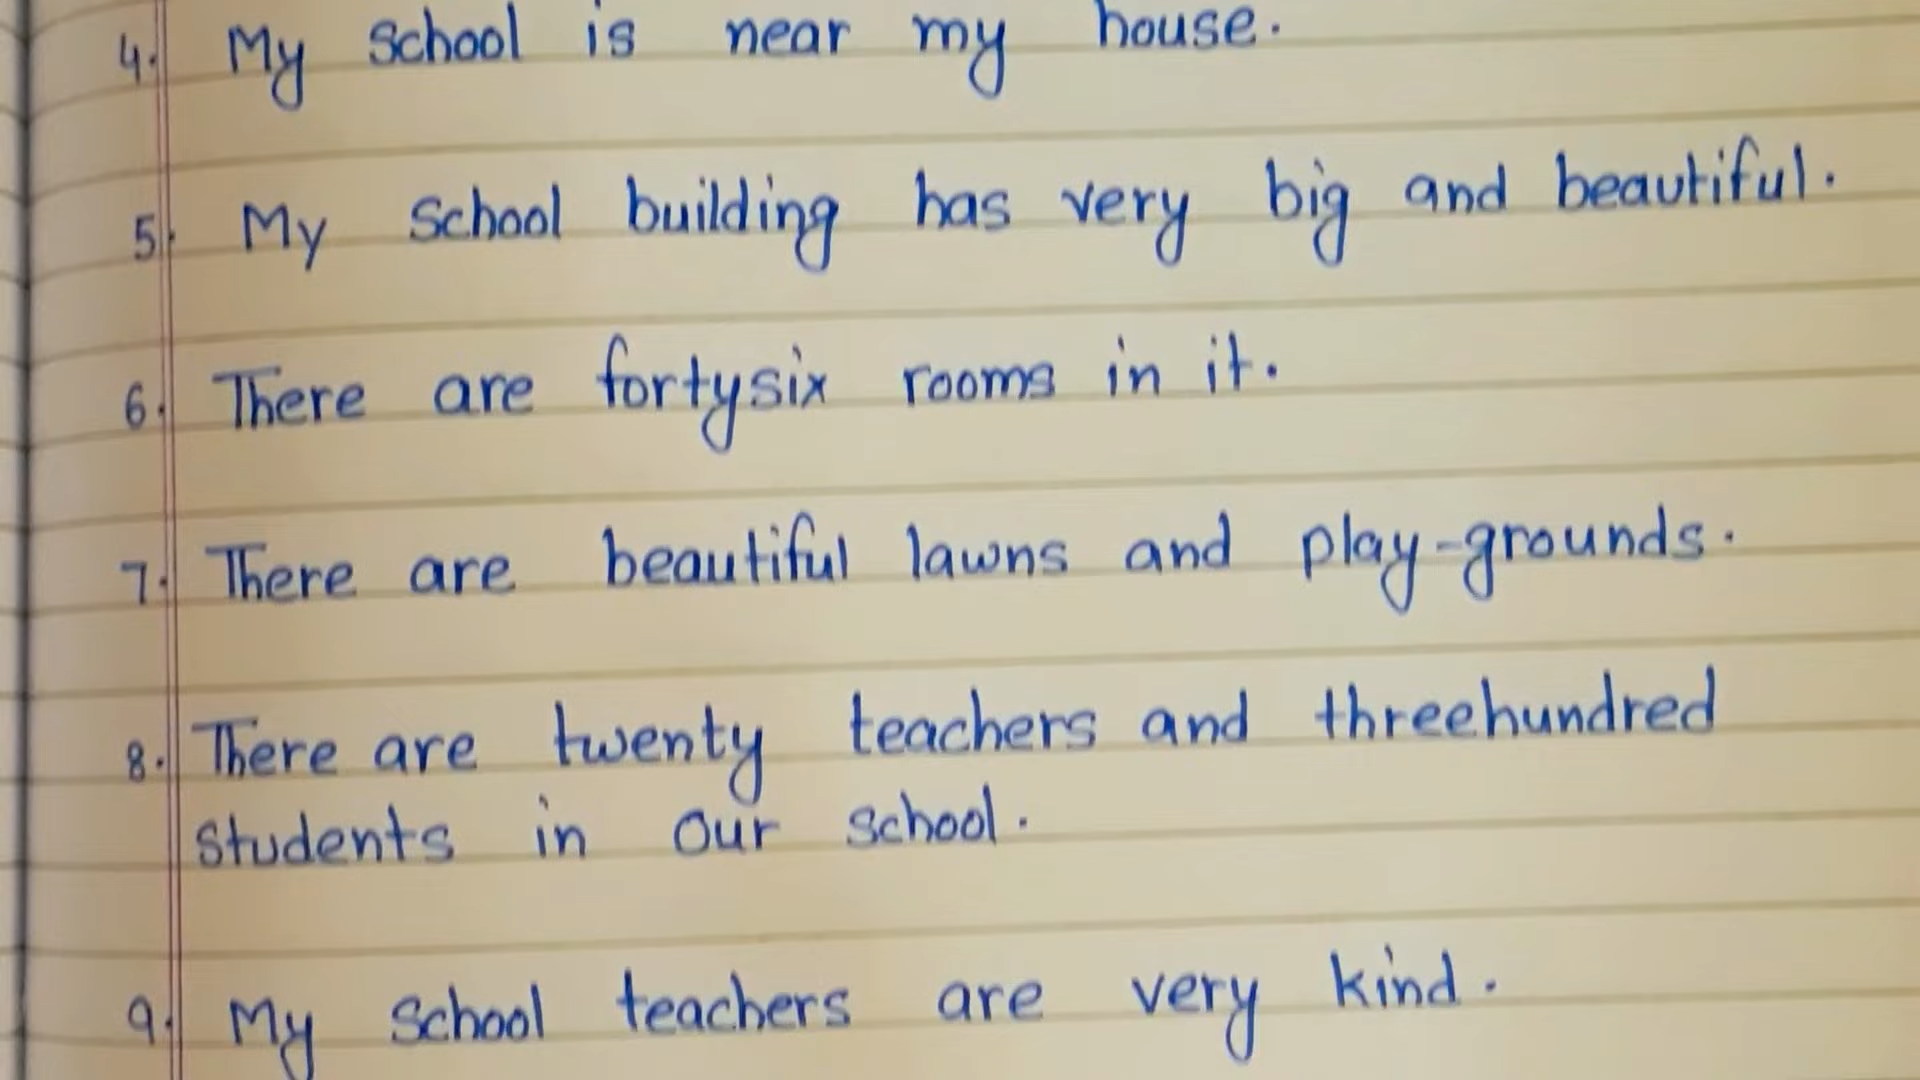 4. My school is near my house.
5. My school building has very big and beautiful.
6. There are fortysix rooms in it.
7. There are beautiful lawns and play-grounds.
8. There are twenty teachers and threehundred
students in our school.
9. My school teachers are very kind.